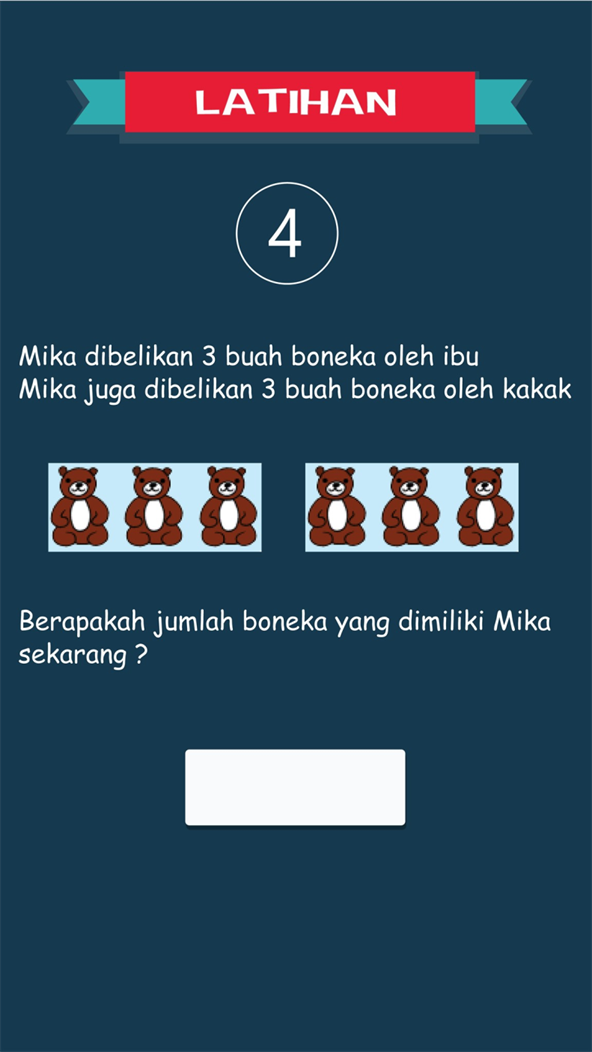 LATIHAN
4
Mika dibelikan 3 buah boneka oleh ibu
Mika juga dibelikan 3 buah boneka oleh kakak
Berapakah jumlah boneka yang dimiliki Mika
sekarang ?